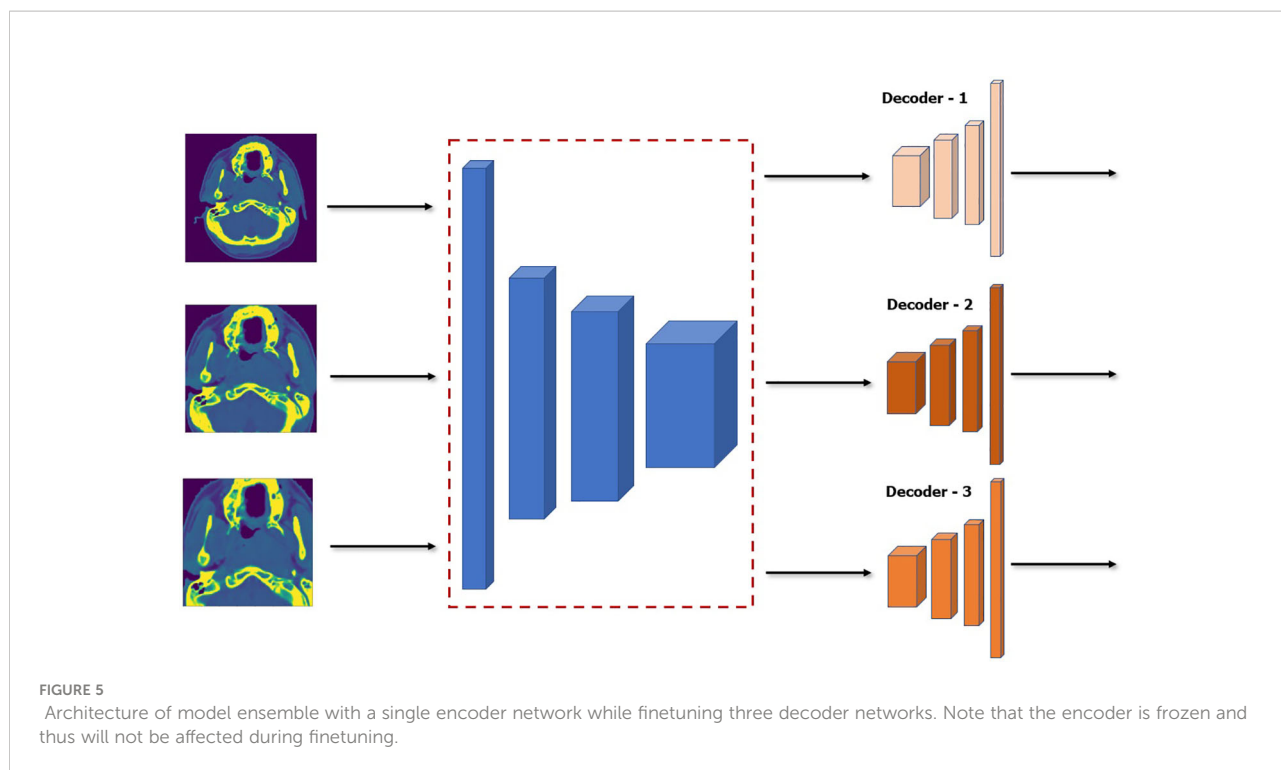 Decoder - 1
Decoder - 2
Decoder - 3
FIGURE 5
Architecture of model ensemble with a single encoder network while finetuning three decoder networks. Note that the encoder is frozen and
thus will not be affected during finetuning.